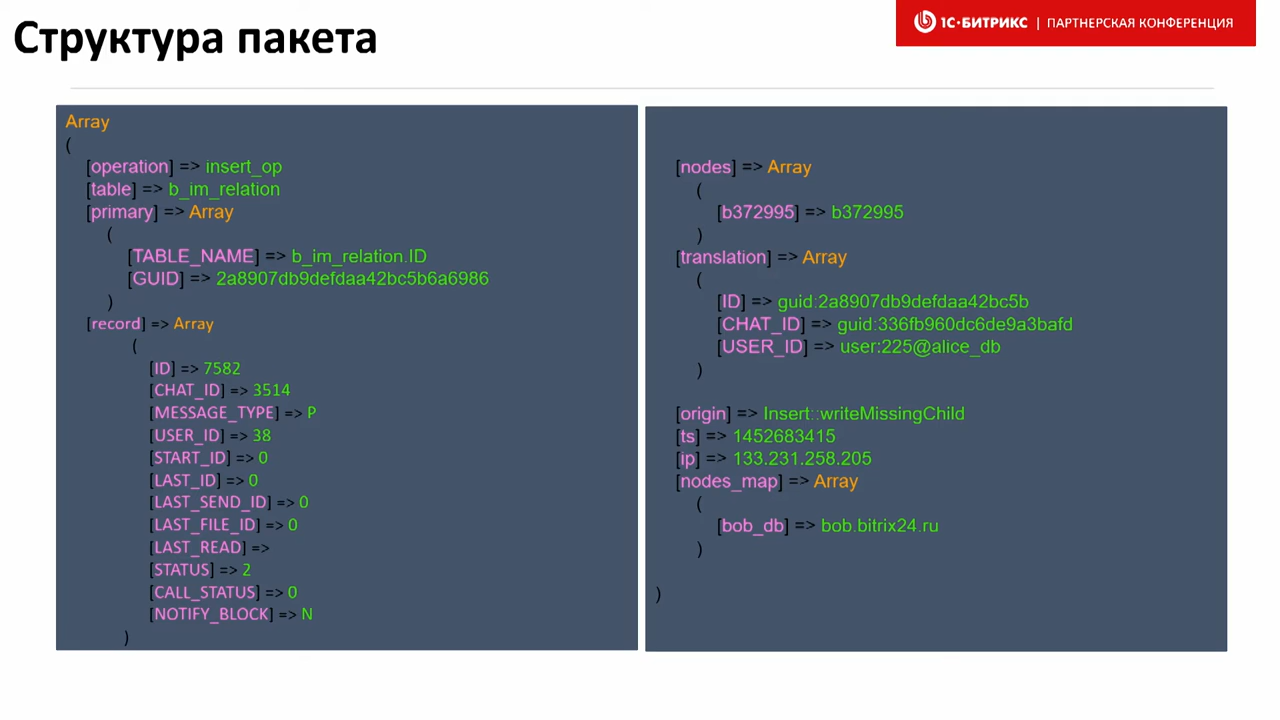 Структура пакета
1С·БИТРИКС | ПАРТНЕРСКАЯ КОНФЕРЕНЦИЯ
Array
(
[operation] => insert_op
[table] => b_im_relation
[primary] => Array
(
[TABLE_NAME] => b_im_relation.ID
[GUID] => 2a8907db9defdaa42bc5b6a6986
)
[record] => Array
(
[ID] => 7582
[CHAT_ID] => 3514
[MESSAGE_TYPE] => P
[USER_ID] => 38
[START_ID] => 0
[LAST_ID] => 0
[LAST_SEND_ID] => 0
[LAST_FILE_ID] => 0
[LAST_READ] =>
[STATUS] => 2
[CALL_STATUS] => 0
[NOTIFY_BLOCK] => N
)
[nodes] => Array
(
[b372995] => b372995
)
[translation] => Array
(
[ID] => guid:2a8907db9defdaa42bc5b
[CHAT_ID] => guid:336fb960dc6de9a3bafd
[USER_ID] => user:225@alice_db
)
[origin] => Insert::writeMissingChild
[ts] => 1452683415
[ip] => 133.231.258.205
[nodes_map] => Array
(
[bob_db] => bob.bitrix24.ru
)
)